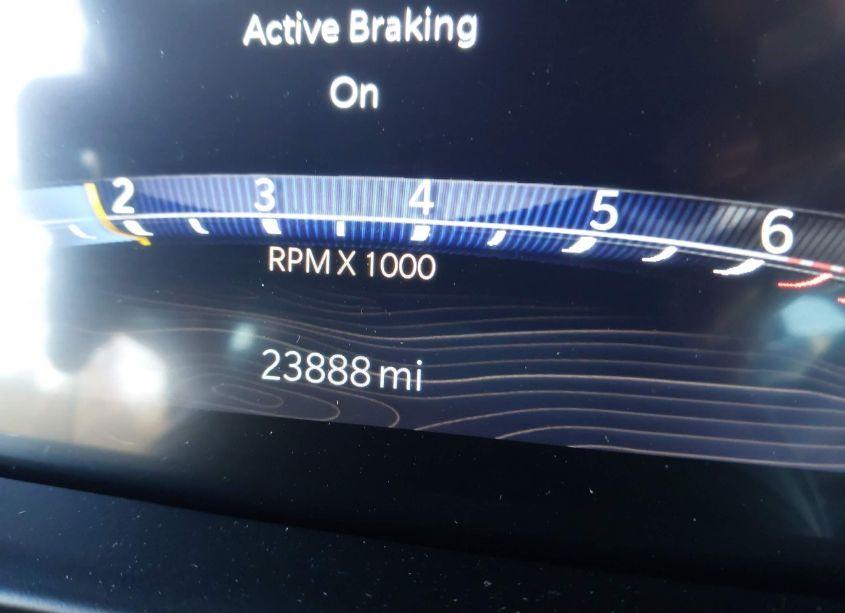 Active Braking
On
2 3 4 5 6
RPM X 1000
23888 mi